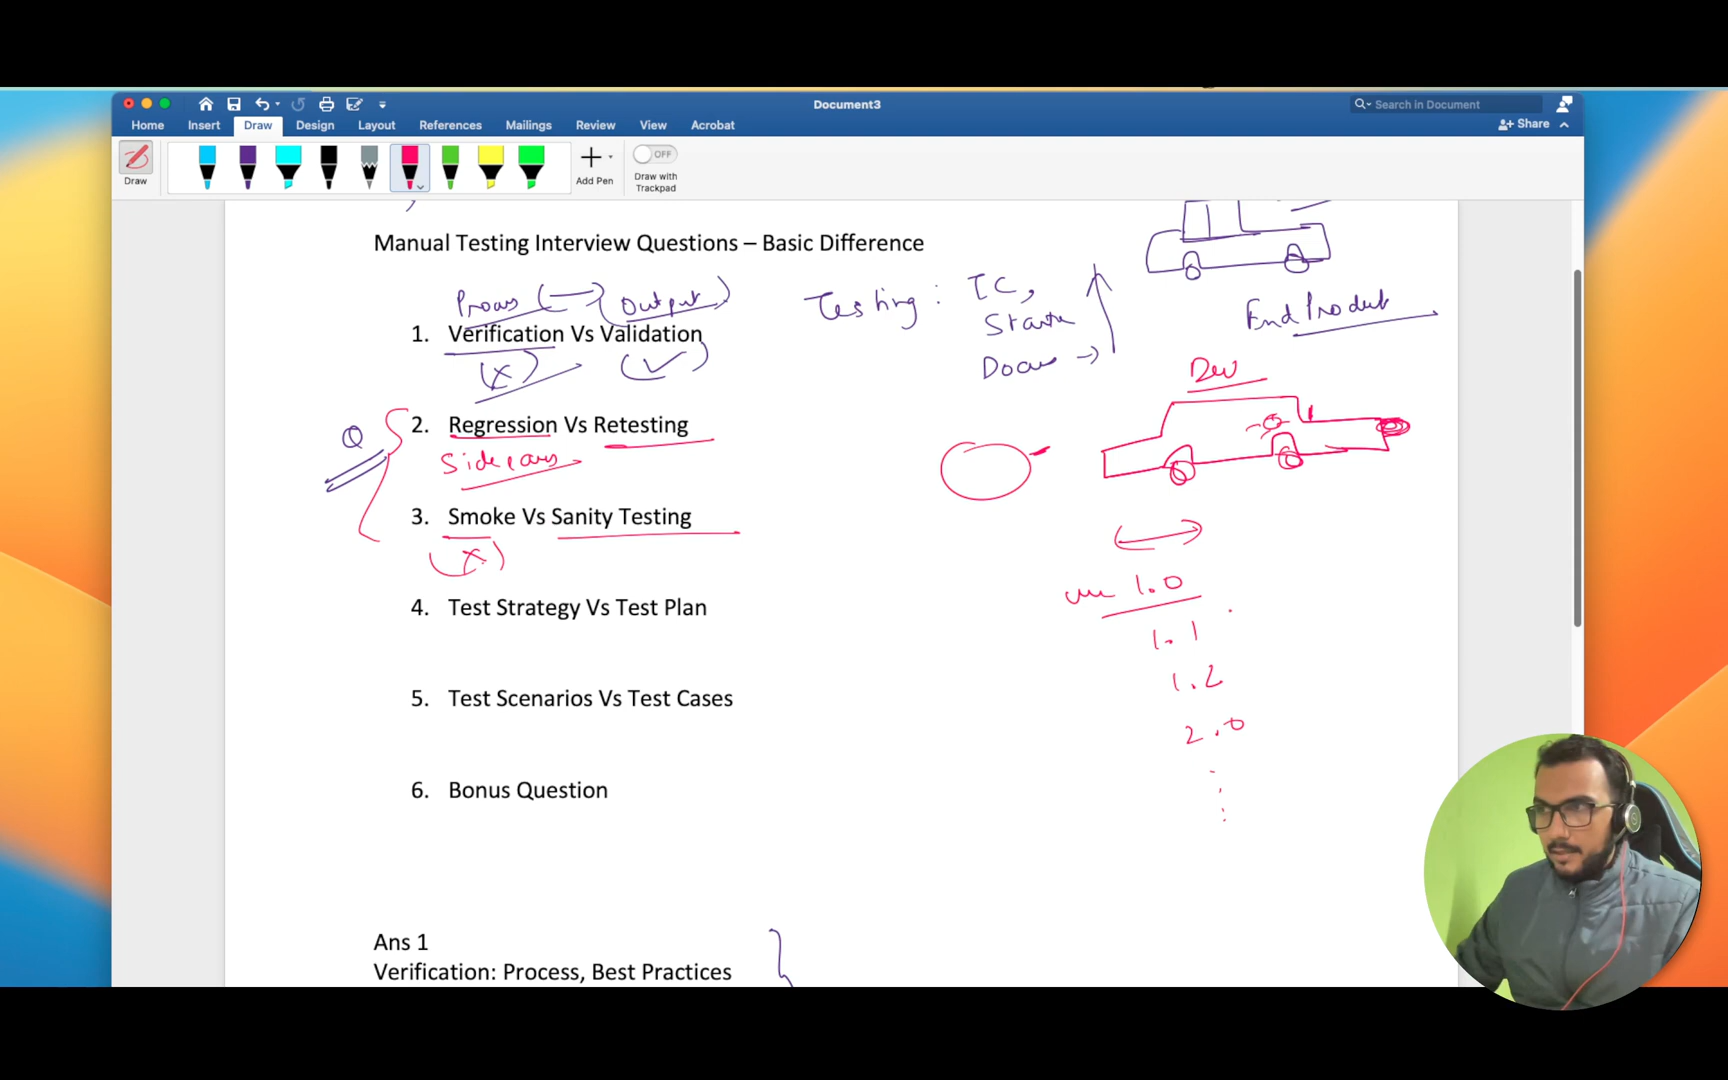 Document3
Search in Document
Home Insert Draw Design Layout References Mailings Review View Acrobat
Share
Draw
Add Pen
OFF
Draw with
Trackpad
Manual Testing Interview Questions – Basic Difference
Output
Testing : TC,
End Product
1. Verification Vs Validation
Dev
2. Regression Vs Retesting
Q
Side
3. Smoke Vs Sanity Testing
1.0
4. Test Strategy Vs Test Plan
1.1
1.2
5. Test Scenarios Vs Test Cases
2.0
6. Bonus Question
Ans 1
Verification: Process, Best Practices